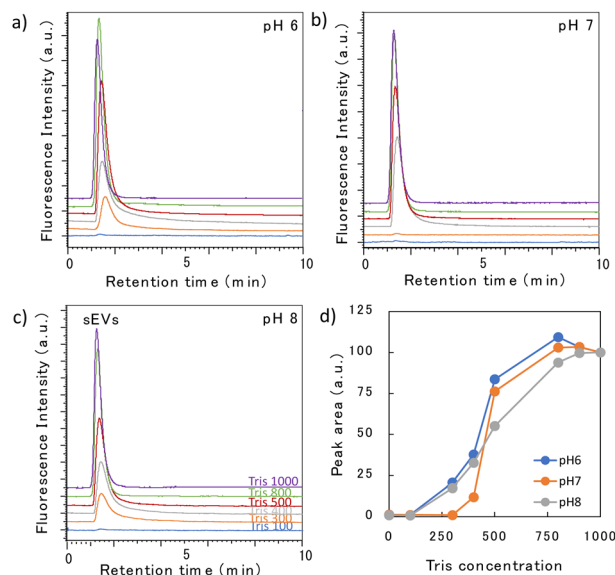 a)
pH 6
Fluorescence Intensity (a.u.)
0
5
10
Retention time (min)
b)
pH 7
Fluorescence Intensity (a.u.)
0
5
10
Retention time (min)
c)
sEVs
pH 8
Fluorescence Intensity (a.u.)
Tris 1000
Tris 800
Tris 500
Tris 400
Tris 300
Tris 100
0
5
10
Retention time (min)
d)
Peak area (a.u.)
125
100
75
50
25
0
0
250
500
750
1000
pH6
pH7
pH8
Tris concentration